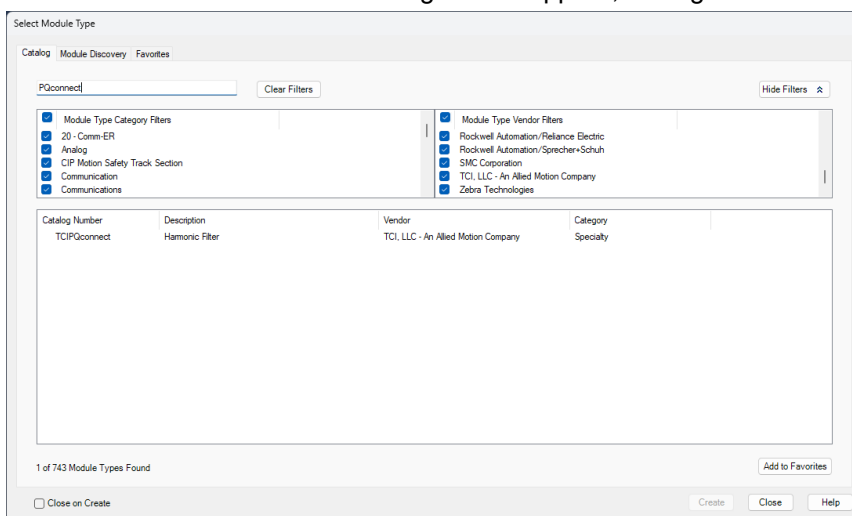 Select Module Type
Catalog Module Discovery Favorites
PQconnect Clear Filters Hide Filters
Module Type Category Filters
20 - Comm-ER
Analog
CIP Motion Safety Track Section
Communication
Communications
Module Type Vendor Filters
Rockwell Automation/Reliance Electric
Rockwell Automation/Sprecher+Schuh
SMC Corporation
TCI, LLC - An Allied Motion Company
Zebra Technologies
Catalog Number Description Vendor Category
TCIPQconnect Harmonic Filter TCI, LLC - An Allied Motion Company Specialty
1 of 743 Module Types Found Add to Favorites
Close on Create Create Close Help